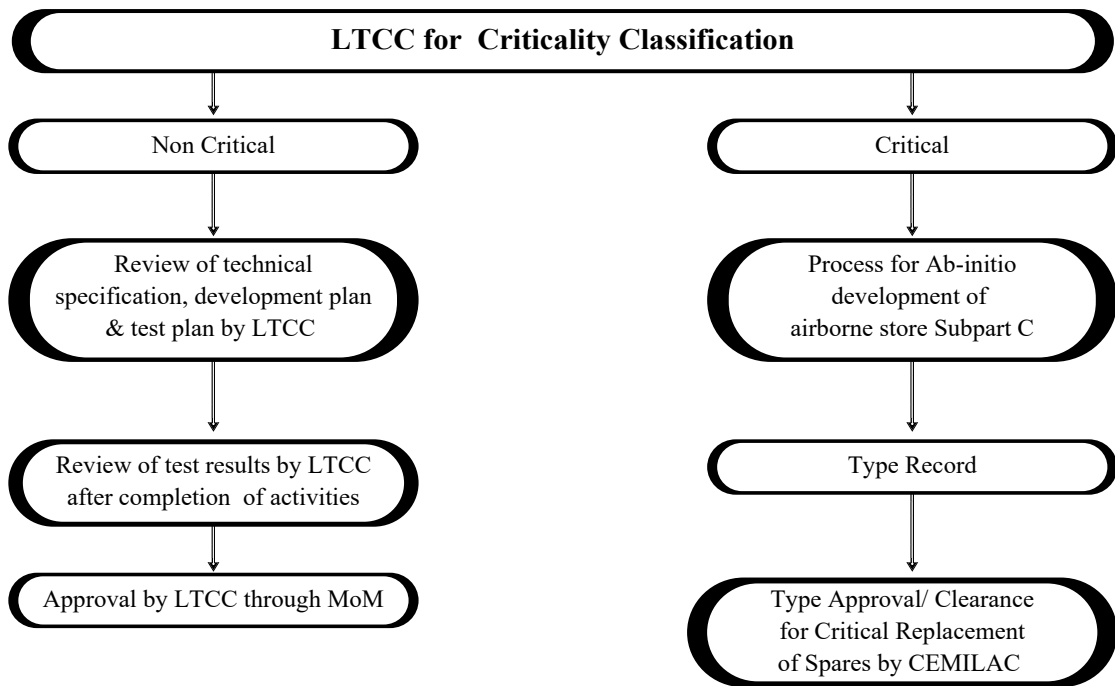 LTCC for Criticality Classification
Non Critical
Critical
Review of technical
specification, development plan
& test plan by LTCC
Process for Ab-initio
development of
airborne store Subpart C
Review of test results by LTCC
after completion of activities
Type Record
Approval by LTCC through MoM
Type Approval/ Clearance
for Critical Replacement
of Spares by CEMILAC